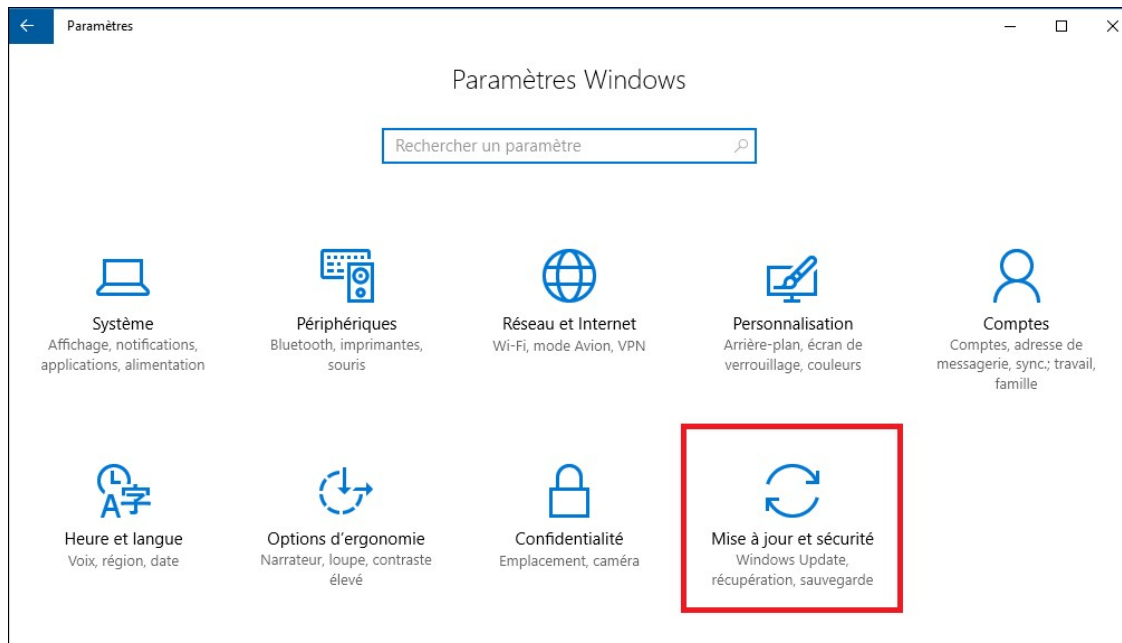 Paramètres
Paramètres Windows
Rechercher un paramètre
Système
Affichage, notifications,
applications, alimentation
Périphériques
Bluetooth, imprimantes,
souris
Réseau et Internet
Wi-Fi, mode Avion, VPN
Personnalisation
Arrière-plan, écran de
verrouillage, couleurs
Comptes
Comptes, adresse de
messagerie, sync.; travail,
famille
A字
Heure et langue
Voix, région, date
Options d'ergonomie
Narrateur, loupe, contraste
élevé
Confidentialité
Emplacement, caméra
Mise à jour et sécurité
Windows Update,
récupération, sauvegarde